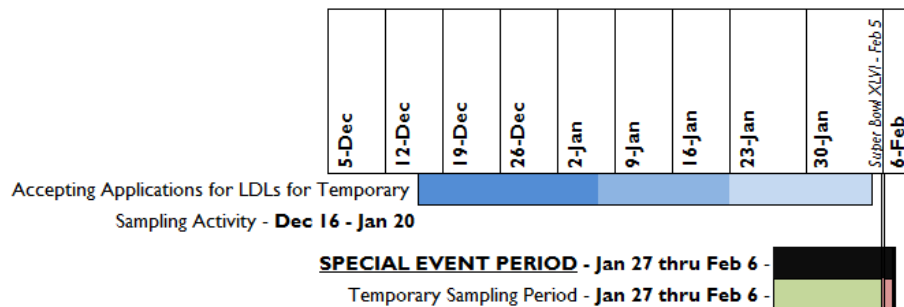 5-Dec
12-Dec
19-Dec
26-Dec
2-Jan
9-Jan
16-Jan
23-Jan
30-Jan
Super Bowl XLVI - Feb 5
6-Feb
Accepting Applications for LDLs for Temporary
Sampling Activity - Dec 16 - Jan 20
SPECIAL EVENT PERIOD - Jan 27 thru Feb 6 -
Temporary Sampling Period - Jan 27 thru Feb 6 -